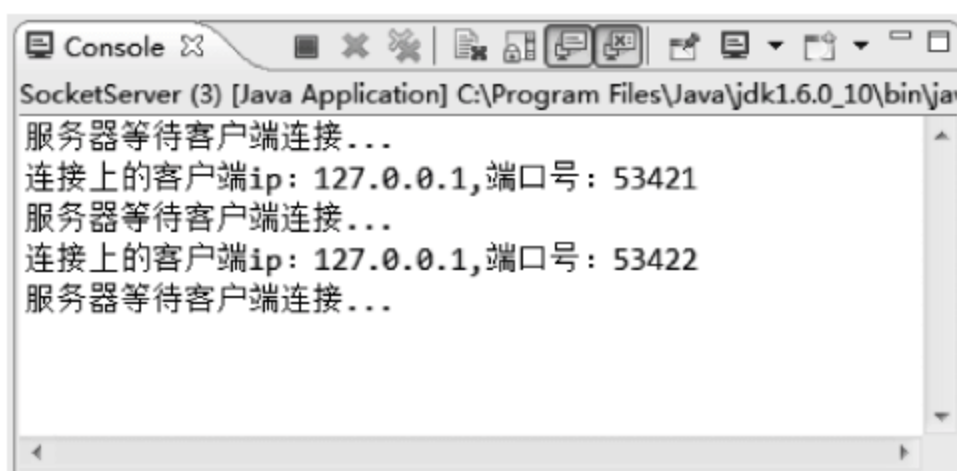 Console
SocketServer (3) [Java Application] C:\Program Files\Java\jdk1.6.0_10\bin\jav
服务器等待客户端连接...
连接上的客户端ip: 127.0.0.1,端口号: 53421
服务器等待客户端连接...
连接上的客户端ip: 127.0.0.1,端口号: 53422
服务器等待客户端连接...